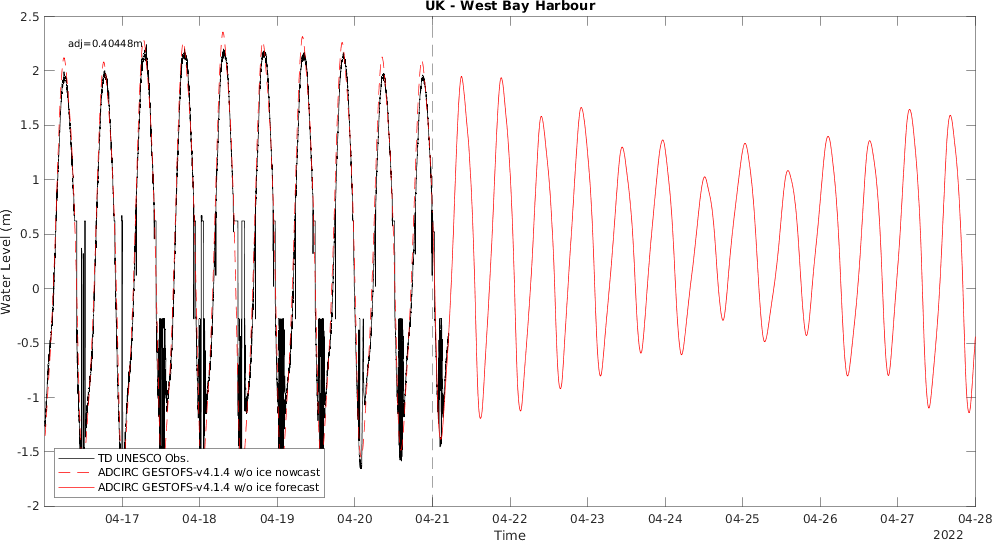 UK - West Bay Harbour
adj=0.40448m
2.5
2
1.5
1
0.5
0
-0.5
-1
-1.5
-2
Water Level (m)
TD UNESCO Obs.
ADCIRC GESTOFS-v4.1.4 w/o ice nowcast
ADCIRC GESTOFS-v4.1.4 w/o ice forecast
04-17 04-18 04-19 04-20 04-21 04-22 04-23 04-24 04-25 04-26 04-27 04-28
Time
2022